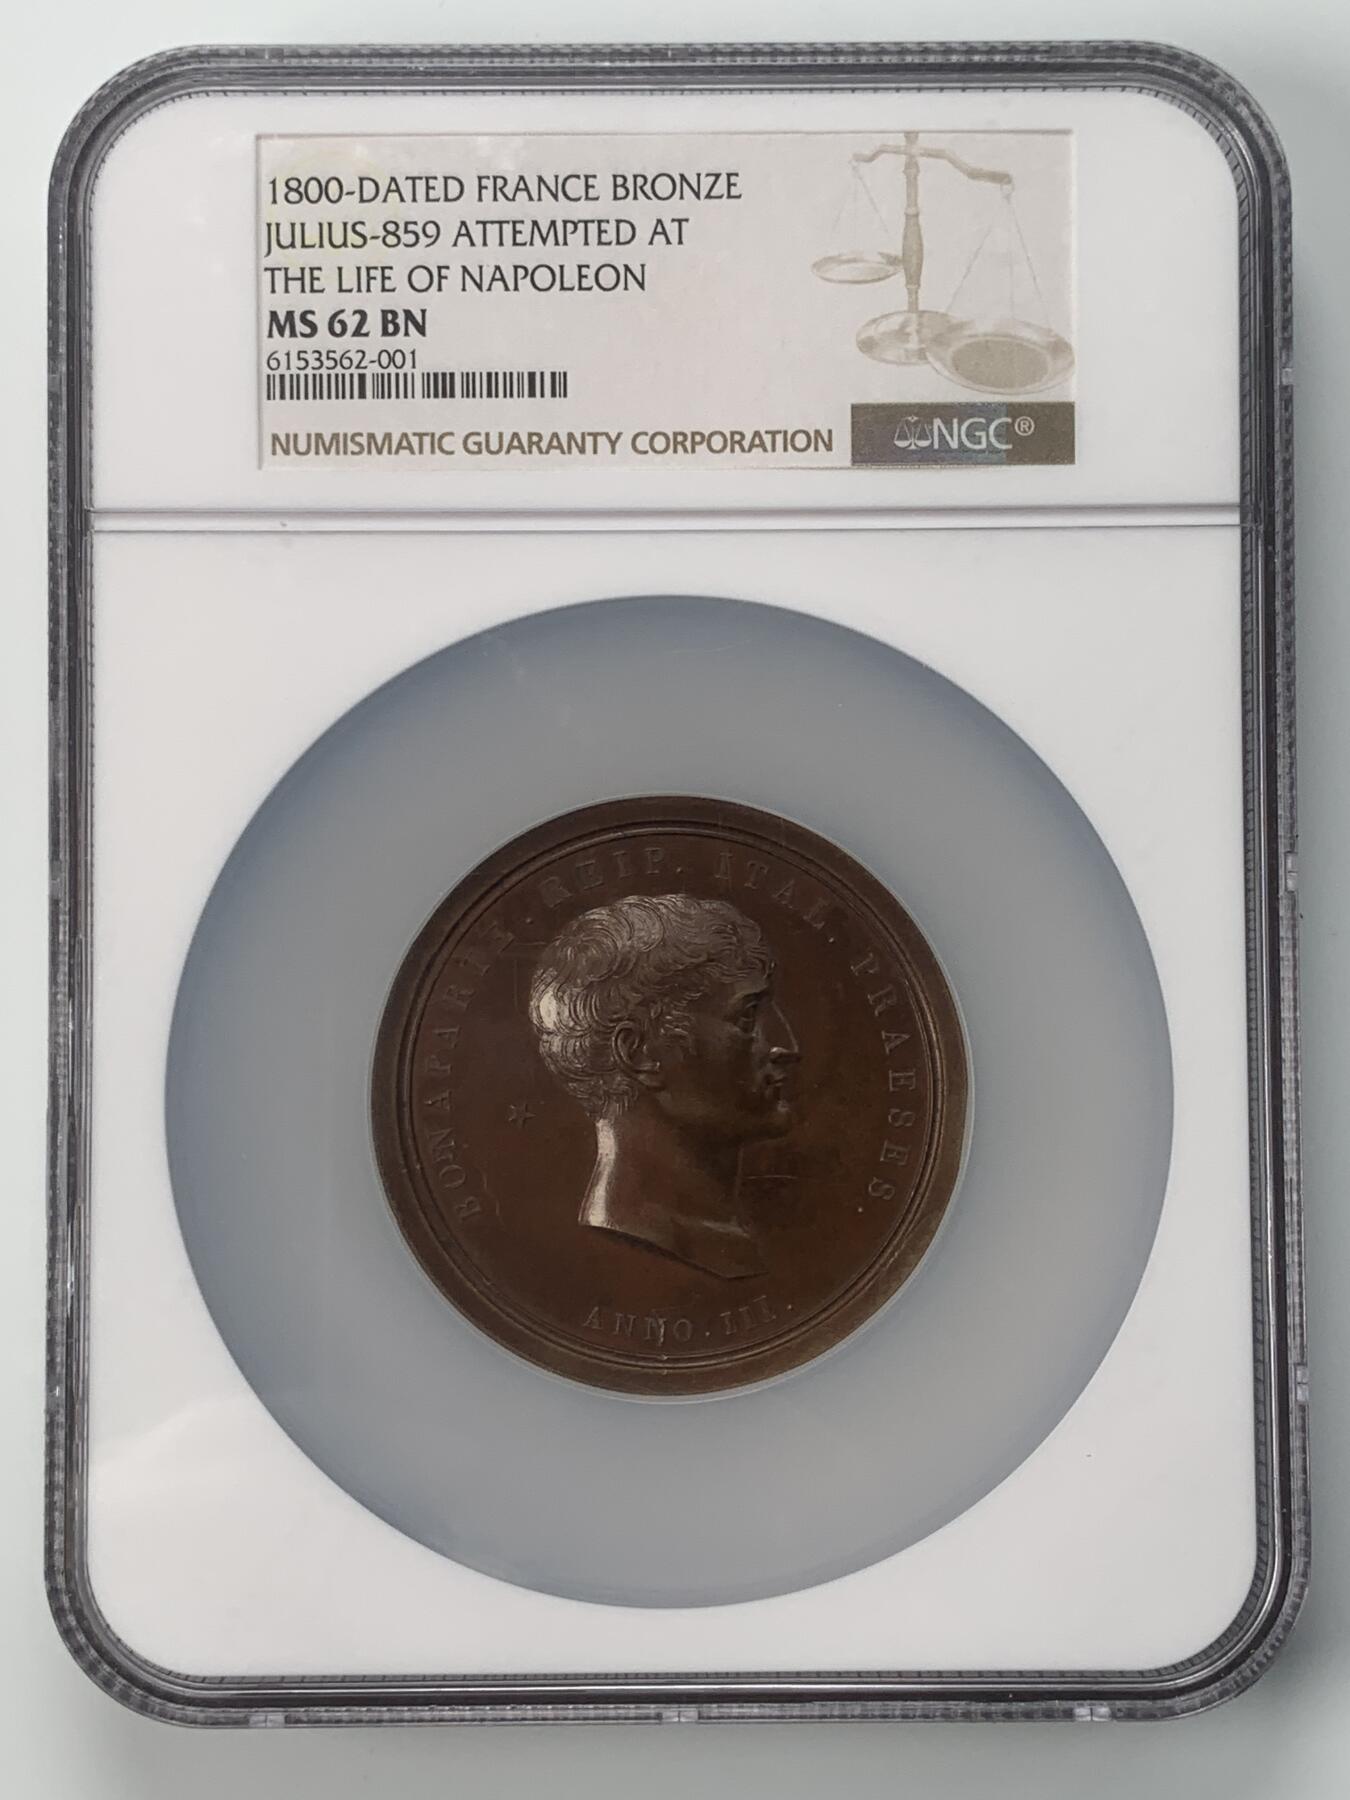 1800-DATED FRANCE BRONZE
JULIUS-859 ATTEMPTED AT
THE LIFE OF NAPOLEON
MS 62 BN
6153562-001
NUMISMATIC GUARANTY CORPORATION
NGC®
BONAPARTE. REIP. ITAL. PRAESES.
ANNO. III.